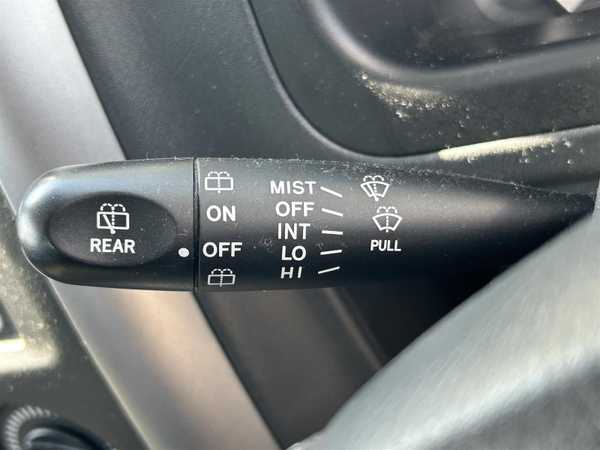 REAR
ON
OFF
MIST
OFF
INT
LO
HI
PULL